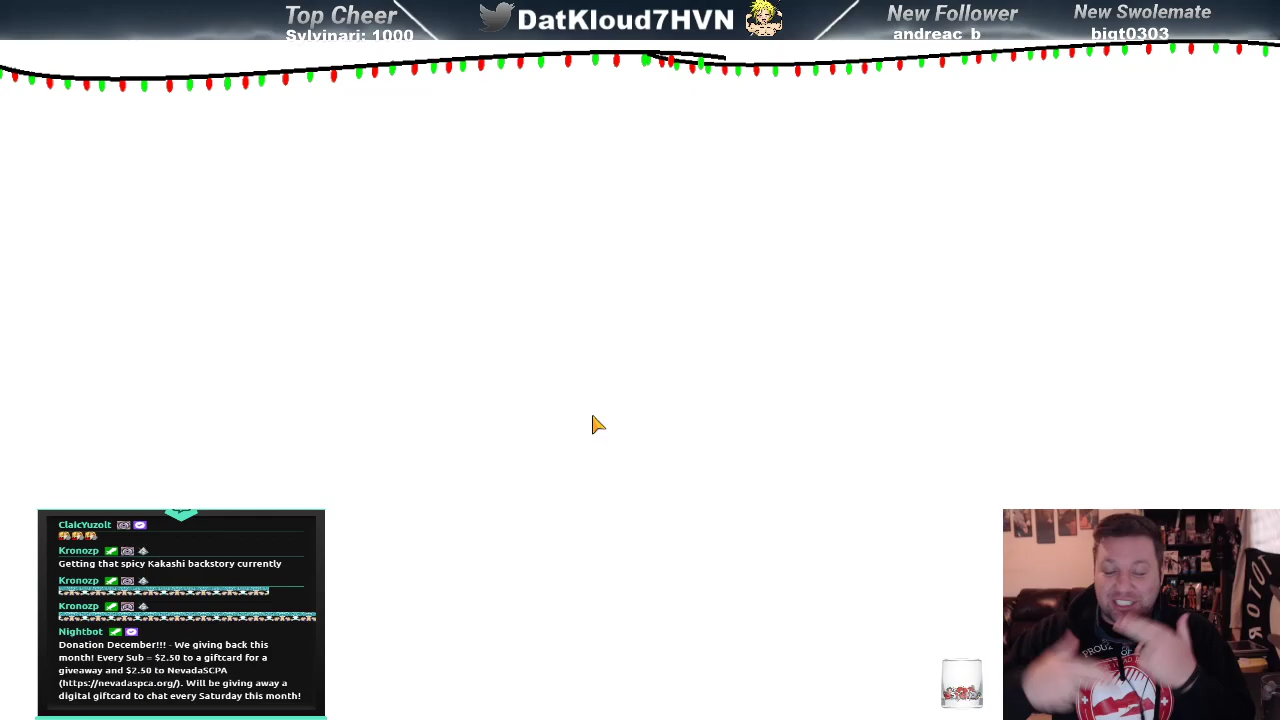 Top Cheer
Sylvinari: 1000
DatKloud7HVN
New Follower
andreac_b
New Swolemate
bigt0303
ClaicYuzolt
Kronozp
Getting that spicy Kakashi backstory currently
Kronozp
Kronozp
Nightbot
Donation December!!! - We giving back this
month! Every Sub = $2.50 to a giftcard for a
giveaway and $2.50 to NevadaSCPA
(https://nevadaspca.org/). Will be giving away a
digital giftcard to chat every Saturday this month!